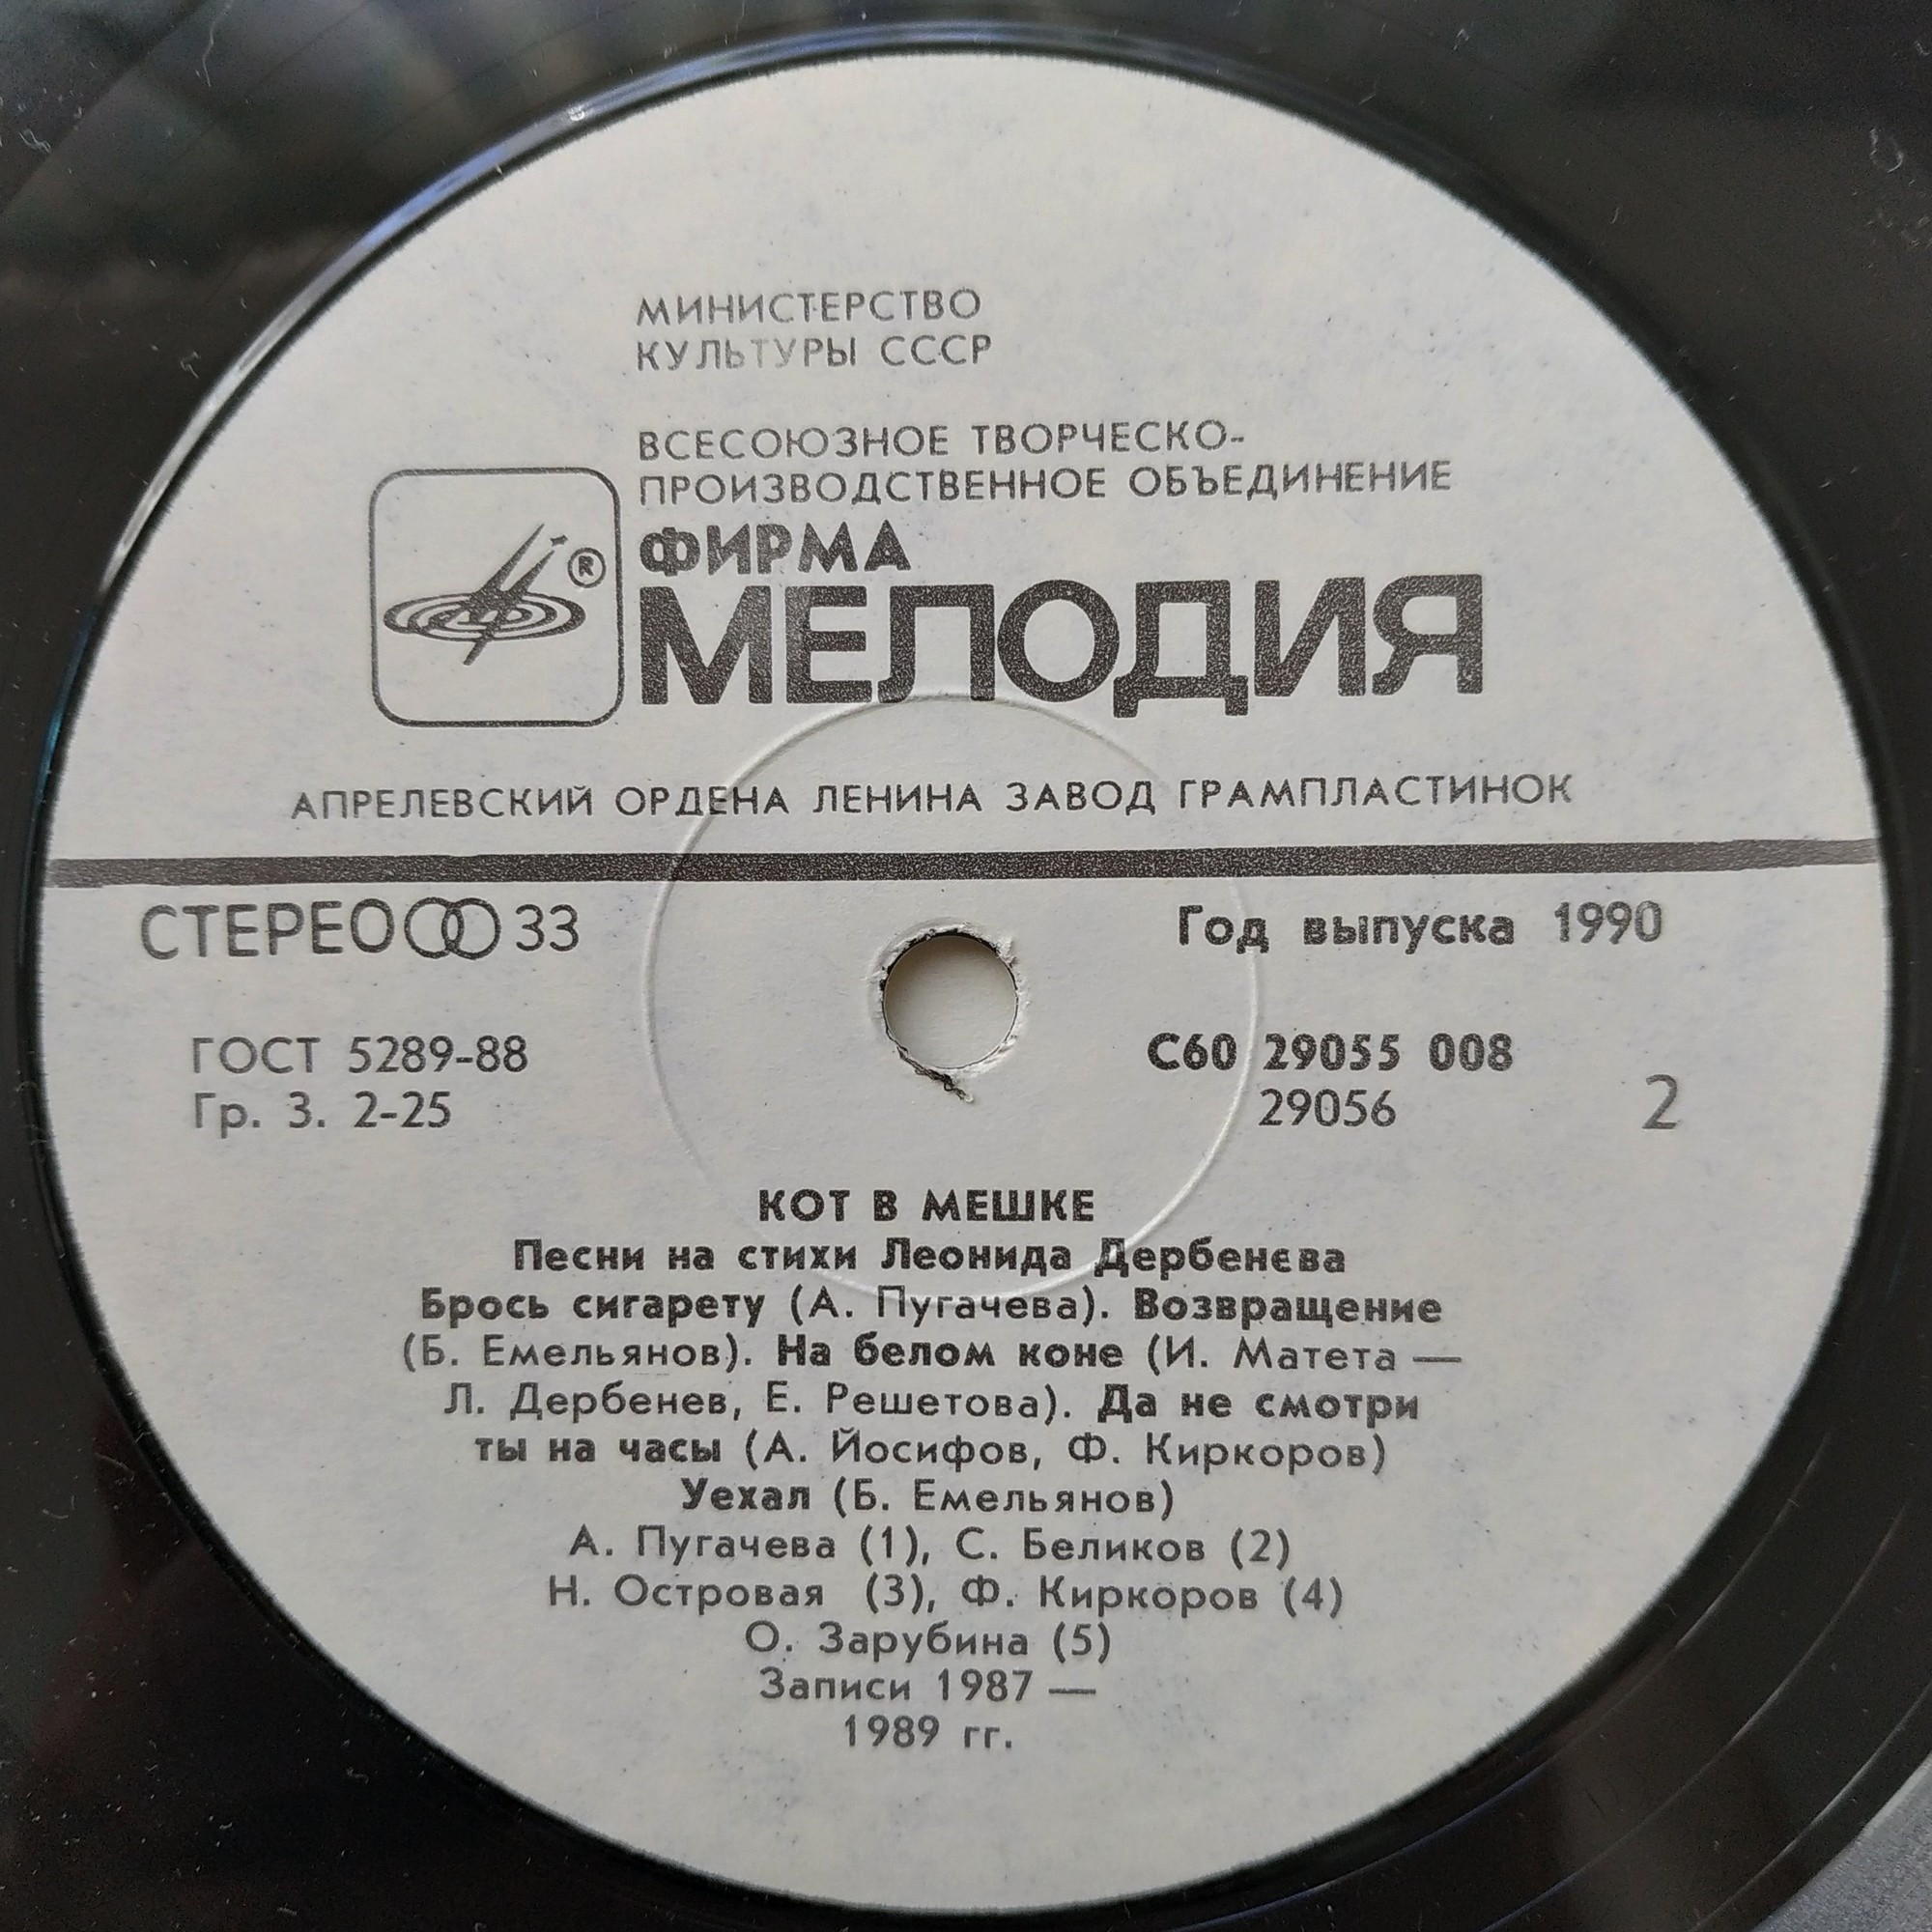 МИНИСТЕРСТВО
КУЛЬТУРЫ СССР
ВСЕСОЮЗНОЕ ТВОРЧЕСКО-
ПРОИЗВОДСТВЕННОЕ ОБЪЕДИНЕНИЕ
ФИРМА
®
МЕЛОДИЯ
АПРЕЛЕВСКИЙ ОРДЕНА ЛЕНИНА ЗАВОД ГРАМПЛАСТИНОК
СТЕРЕО 33
Год выпуска 1990
ГОСТ 5289-88
С60 29055 008
Гр. 3. 2-25
29056
2
КОТ В МЕШКЕ
Песни на стихи Леонида Дербенева
Брось сигарету (А. Пугачева). Возвращение
(Б. Емельянов). На белом коне (И. Матета —
Л. Дербенев, Е. Решетова). Да не смотри
ты на часы (А. Йосифов, Ф. Киркоров)
Уехал (Б. Емельянов)
А. Пугачева (1), С. Беликов (2)
Н. Островая (3), Ф. Киркоров (4)
О. Зарубина (5)
Записи 1987 —
1989 гг.